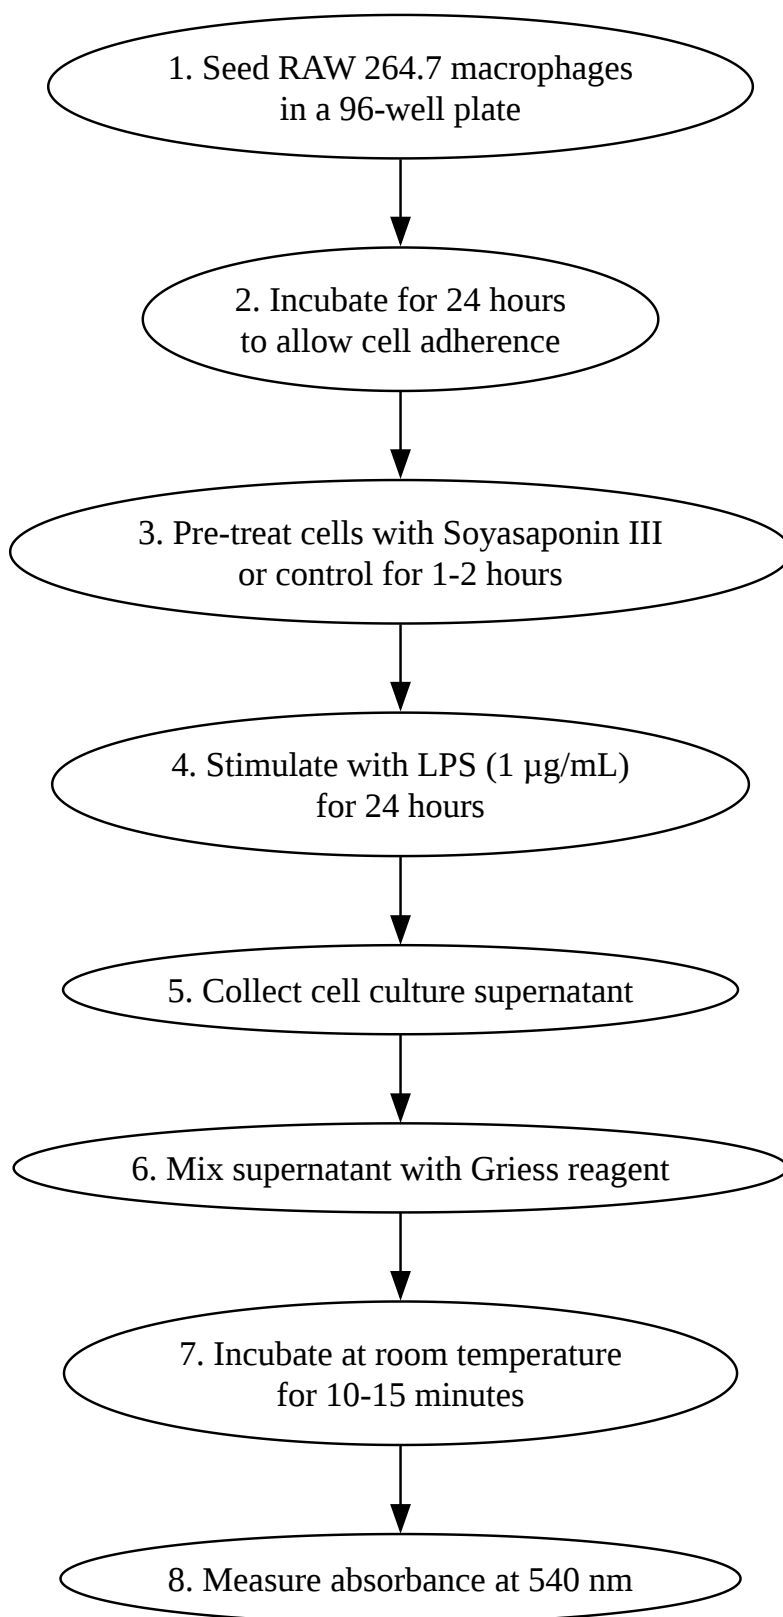 1. Seed RAW 264.7 macrophages
in a 96-well plate
2. Incubate for 24 hours
to allow cell adherence
3. Pre-treat cells with Soyasaponin III
or control for 1-2 hours
4. Stimulate with LPS (1 µg/mL)
for 24 hours
5. Collect cell culture supernatant
6. Mix supernatant with Griess reagent
7. Incubate at room temperature
for 10-15 minutes
8. Measure absorbance at 540 nm